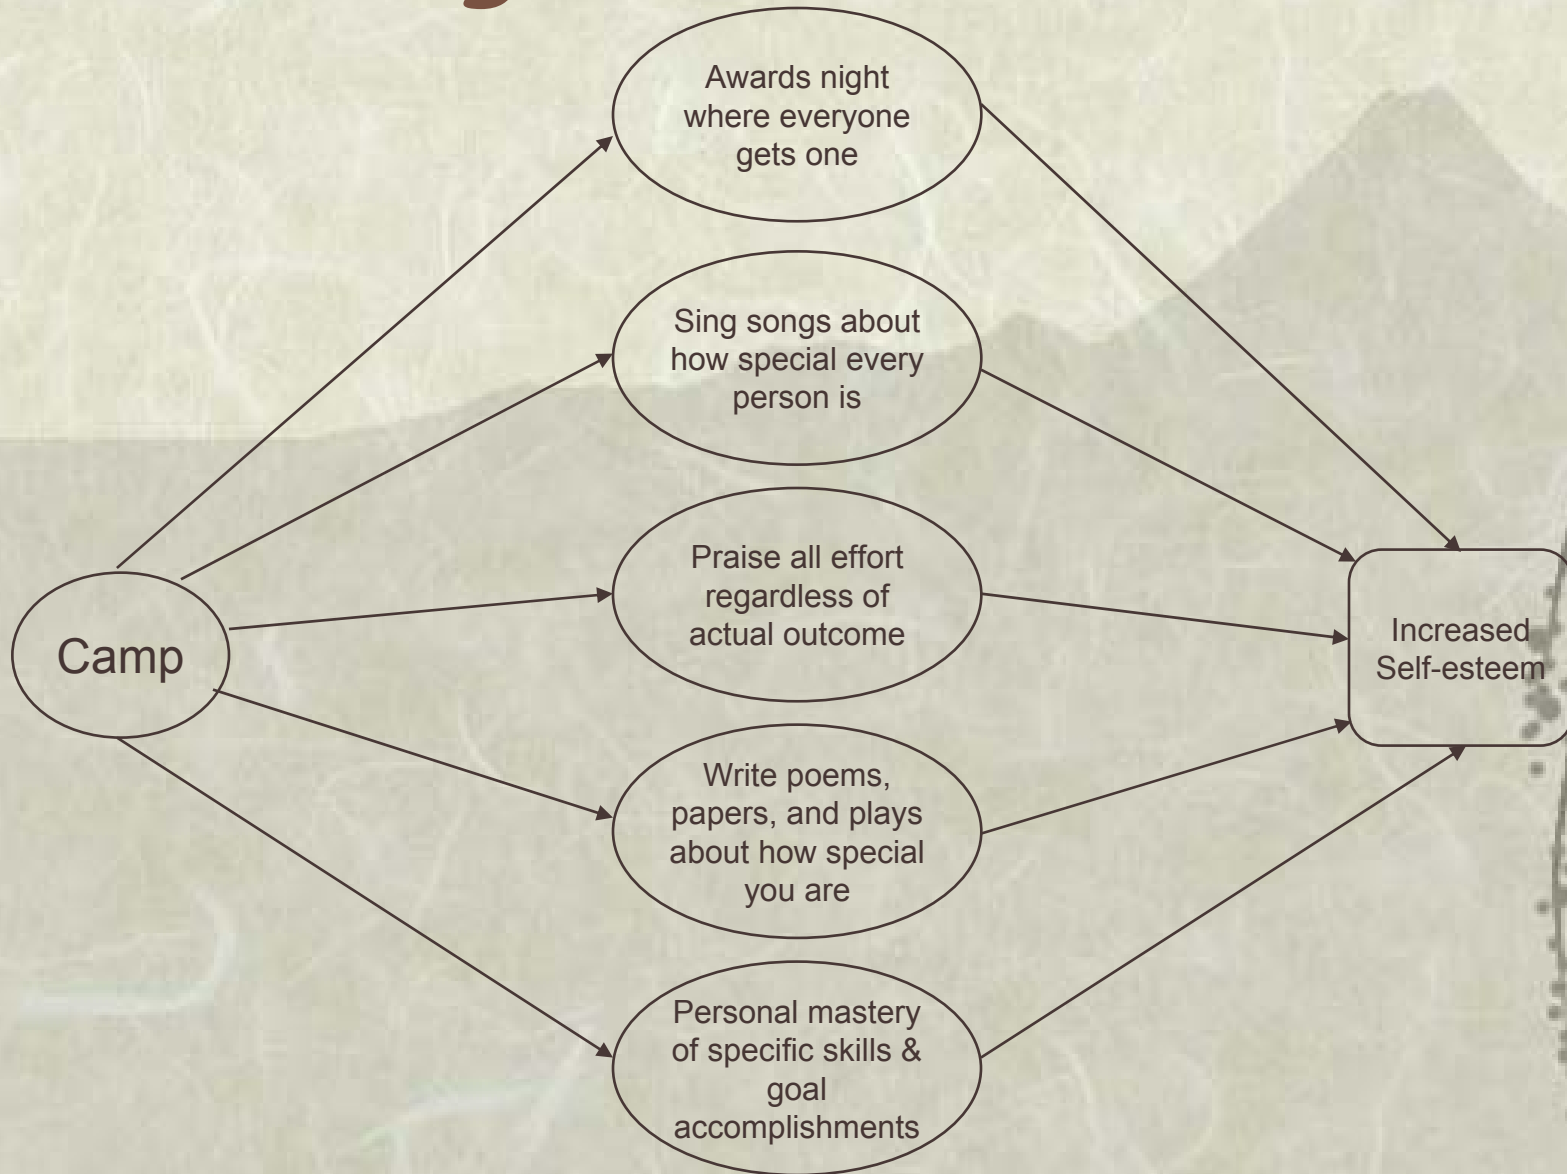 Awards night
where everyone
gets one
Sing songs about
how special every
person is
Praise all effort
regardless of
actual outcome
Camp
Increased
Self-esteem
Write poems,
papers, and plays
about how special
you are
Personal mastery
of specific skills &
goal
accomplishments